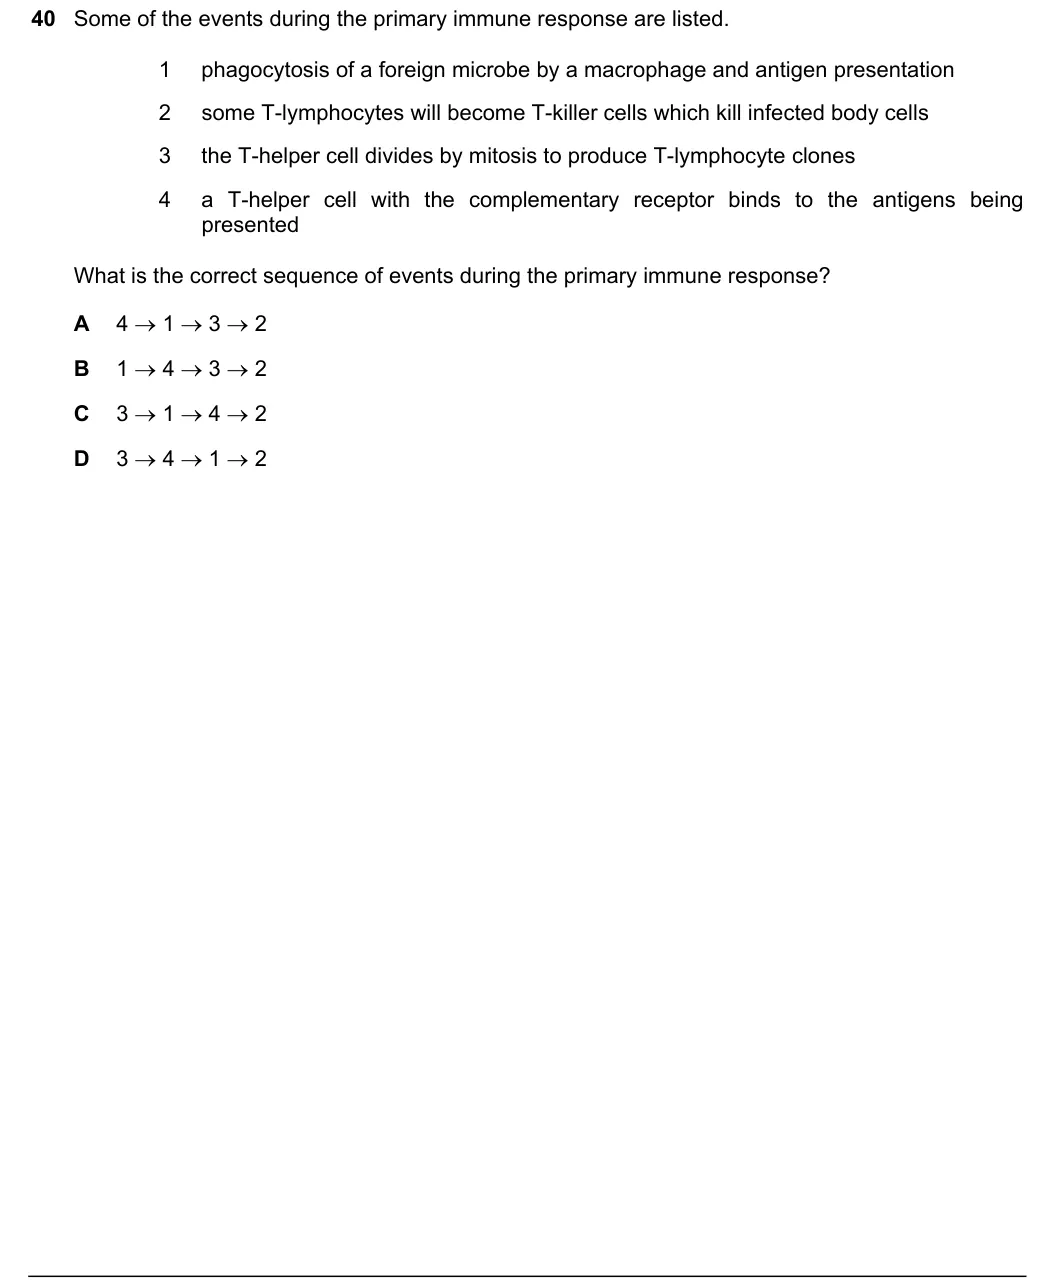 40 Some of the events during the primary immune response are listed.
1 phagocytosis of a foreign microbe by a macrophage and antigen presentation
2 some T-lymphocytes will become T-killer cells which kill infected body cells
3 the T-helper cell divides by mitosis to produce T-lymphocyte clones
4 a T-helper cell with the complementary receptor binds to the antigens being
presented
What is the correct sequence of events during the primary immune response?
A 4 → 1 → 3 → 2
B 1 → 4 → 3 → 2
C 3 → 1 → 4 → 2
D 3 → 4 → 1 → 2